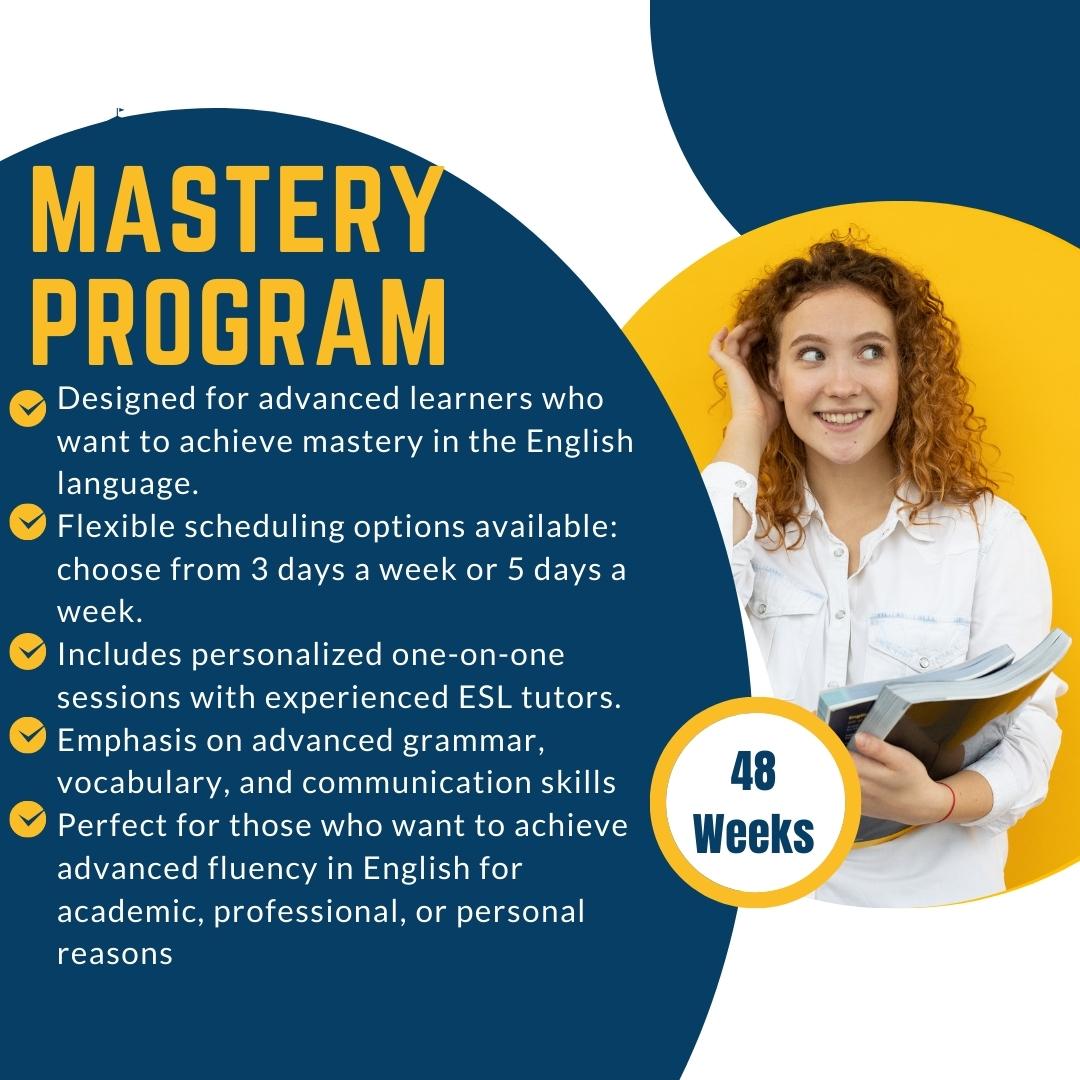 MASTERY
PROGRAM
Designed for advanced learners who
want to achieve mastery in the English
language.
Flexible scheduling options available:
choose from 3 days a week or 5 days a
week.
Includes personalized one-on-one
sessions with experienced ESL tutors.
Emphasis on advanced grammar,
vocabulary, and communication skills
Perfect for those who want to achieve
advanced fluency in English for
academic, professional, or personal
reasons
48
Weeks